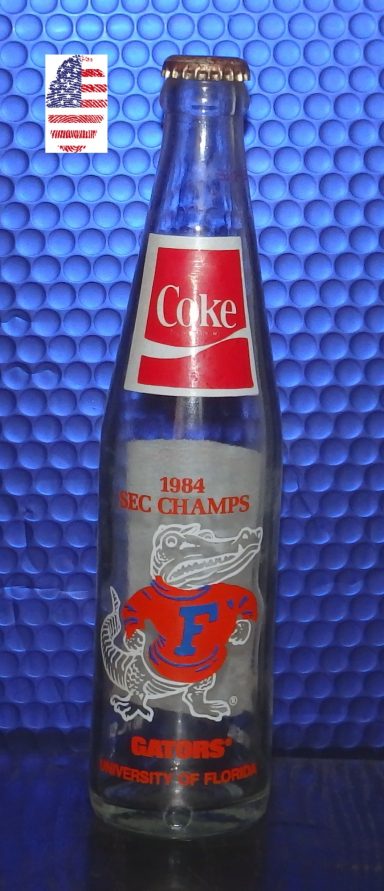 Coke
1984
SEC CHAMPS
F
GATORS®
UNIVERSITY OF FLORIDA
®